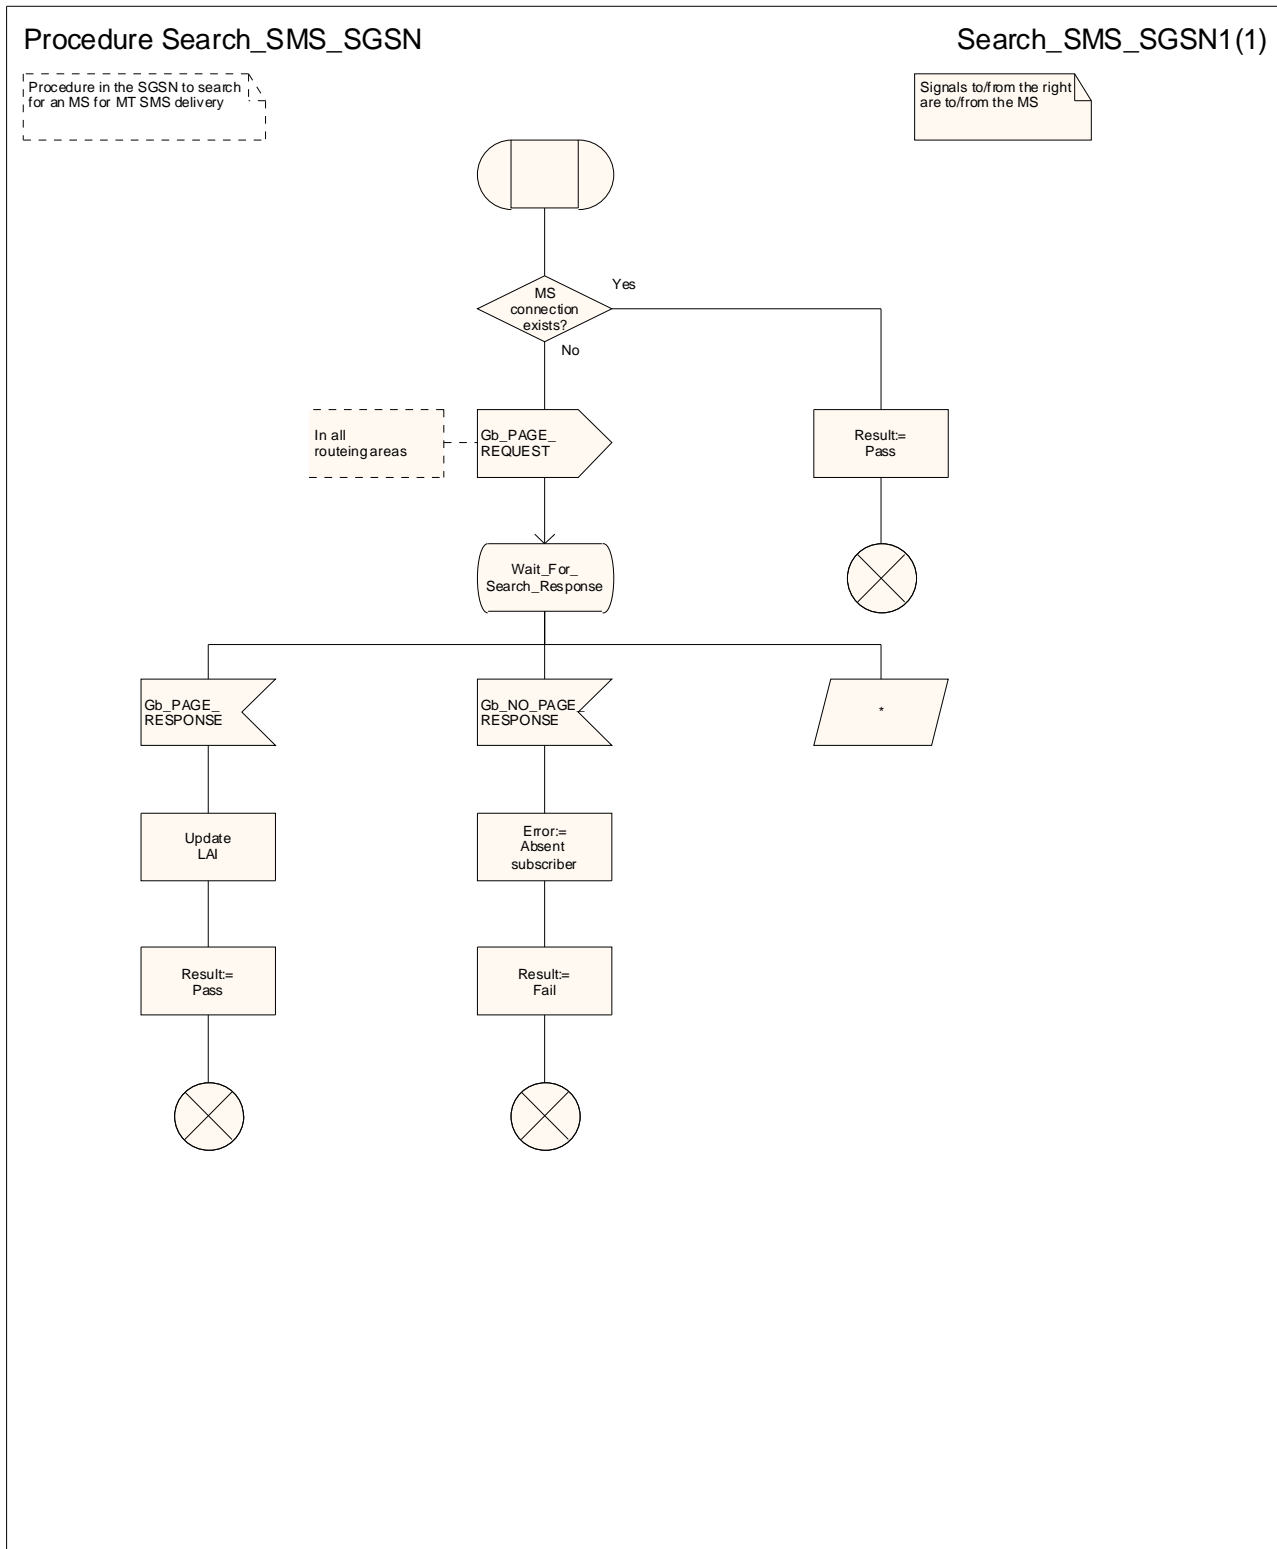 Procedure Search_SMS_SGSN
Search_SMS_SGSN1(1)
Procedure in the SGSN to search
for an MS for MT SMS delivery
Signals to/from the right
are to/from the MS
MS
connection
exists?
Yes
No
In all
routeing areas
Gb_PAGE_
REQUEST
Result:=
Pass
Wait_For_
Search_Response
Gb_PAGE_
RESPONSE
Gb_NO_PAGE_
RESPONSE
*
Update
LAI
Error:=
Absent
subscriber
Result:=
Pass
Result:=
Fail